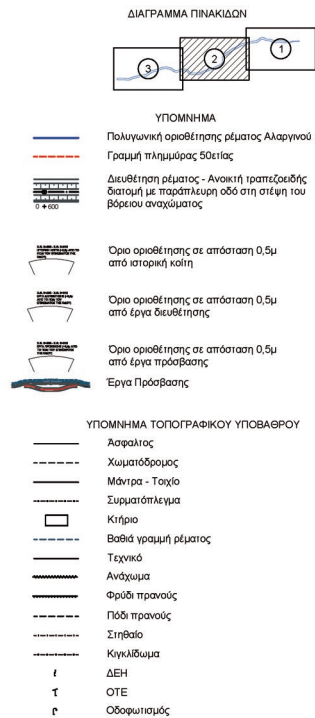 ΔΙΑΓΡΑΜΜΑ ΠΙΝΑΚΙΔΩΝ
1
2
3
ΥΠΟΜΝΗΜΑ
Πολυγωνική οριοθέτησης ρέματος Αλαργινού
Γραμμή πλημμύρας 50ετίας
Διευθέτηση ρέματος - Ανοικτή τραπεζοειδής
διατομή με παράπλευρη οδό στη στέψη του
βόρειου αναχώματος
0 + 600
Όριο οριοθέτησης σε απόσταση 0,5μ
από ιστορική κοίτη
Όριο οριοθέτησης σε απόσταση 0,5μ
από έργα διευθέτησης
Όριο οριοθέτησης σε απόσταση 0,5μ
από έργα πρόσβασης
Έργα Πρόσβασης
ΥΠΟΜΝΗΜΑ ΤΟΠΟΓΡΑΦΙΚΟΥ ΥΠΟΒΑΘΡΟΥ
Άσφαλτος
Χωματόδρομος
Μάντρα - Τοιχίο
Συρματόπλεγμα
Κτήριο
Βαθιά γραμμή ρέματος
Τεχνικό
Ανάχωμα
Φρύδι πρανούς
Πόδι πρανούς
Στηθαίο
Κιγκλίδωμα
ΔΕΗ
ΟΤΕ
Οδοφωτισμός